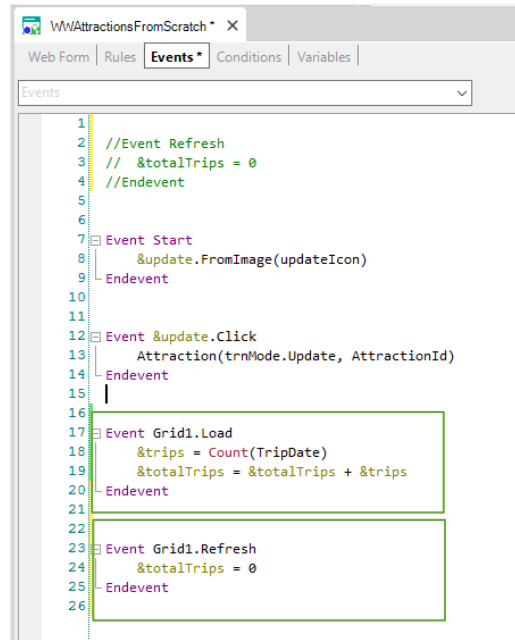 WWAttractionsFromScratch * X
Web Form | Rules | Events * | Conditions | Variables |
Events
1
2 //Event Refresh
3 //  &totalTrips = 0
4 //Endevent
5
6
7 Event Start
8     &update.FromImage(updateIcon)
9 Endevent
10
11
12 Event &update.Click
13     Attraction(trnMode.Update, AttractionId)
14 Endevent
15
16
17 Event Grid1.Load
18     &trips = Count(TripDate)
19     &totalTrips = &totalTrips + &trips
20 Endevent
21
22
23 Event Grid1.Refresh
24     &totalTrips = 0
25 Endevent
26